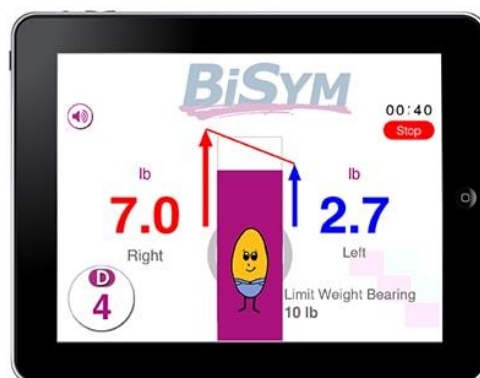 BiSym
00:40
Stop
lb
lb
7.0
2.7
Right
Left
D
4
Limit Weight Bearing
10 lb